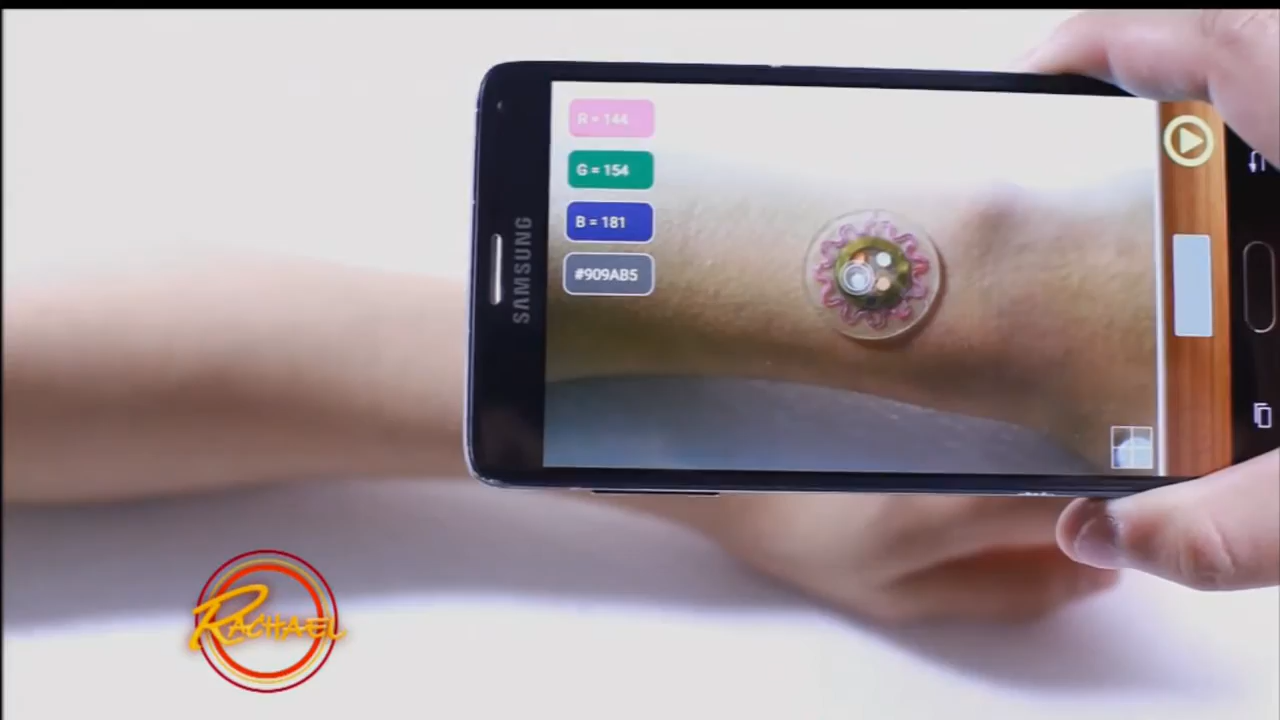 R = 144
G = 154
B = 181
#909AB5
SAMSUNG
RACHAEL